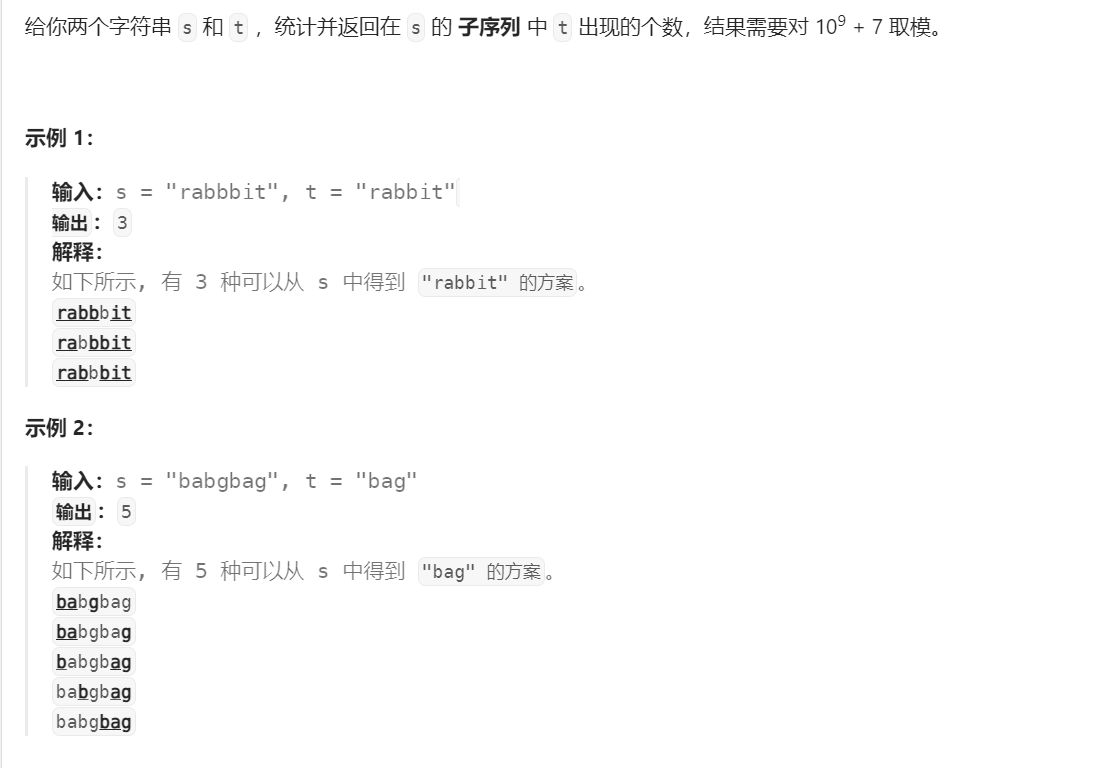 给你两个字符串 s 和 t ，统计并返回在 s 的 子序列 中 t 出现的个数，结果需要对 10⁹ + 7 取模。
示例 1：
输入：s = "rabbbit", t = "rabbit"
输出：3
解释：
如下所示, 有 3 种可以从 s 中得到 "rabbit" 的方案。
rabbbit
rabbbit
rabbbit
示例 2：
输入：s = "babgbag", t = "bag"
输出：5
解释：
如下所示, 有 5 种可以从 s 中得到 "bag" 的方案。
babgbag
babgbag
babgbag
babgbag
babgbag